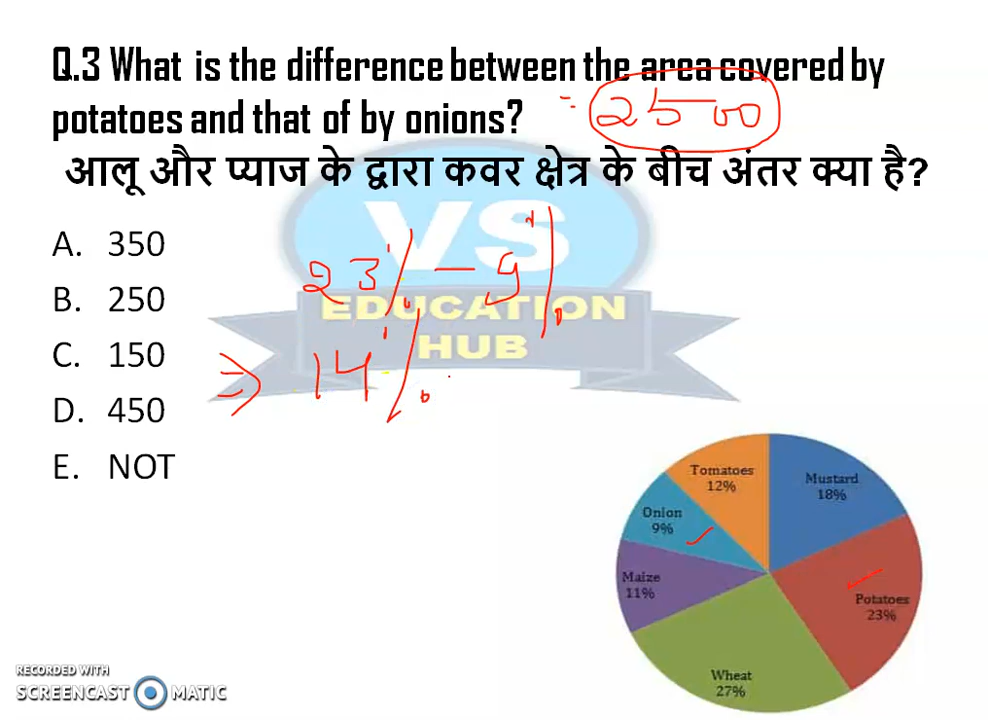 Q.3 What is the difference between the area covered by
potatoes and that of by onions? = 2500
आलू और प्याज के द्वारा कवर क्षेत्र के बीच अंतर क्या है?
A. 350
B. 250
C. 150
D. 450
E. NOT
23% - 9%
⇒ 14%
VS
EDUCATION
HUB
Tomatoes
12%
Mustard
18%
Onion
9%
Maize
11%
Potatoes
23%
Wheat
27%
RECORDED WITH
SCREENCAST MATIC